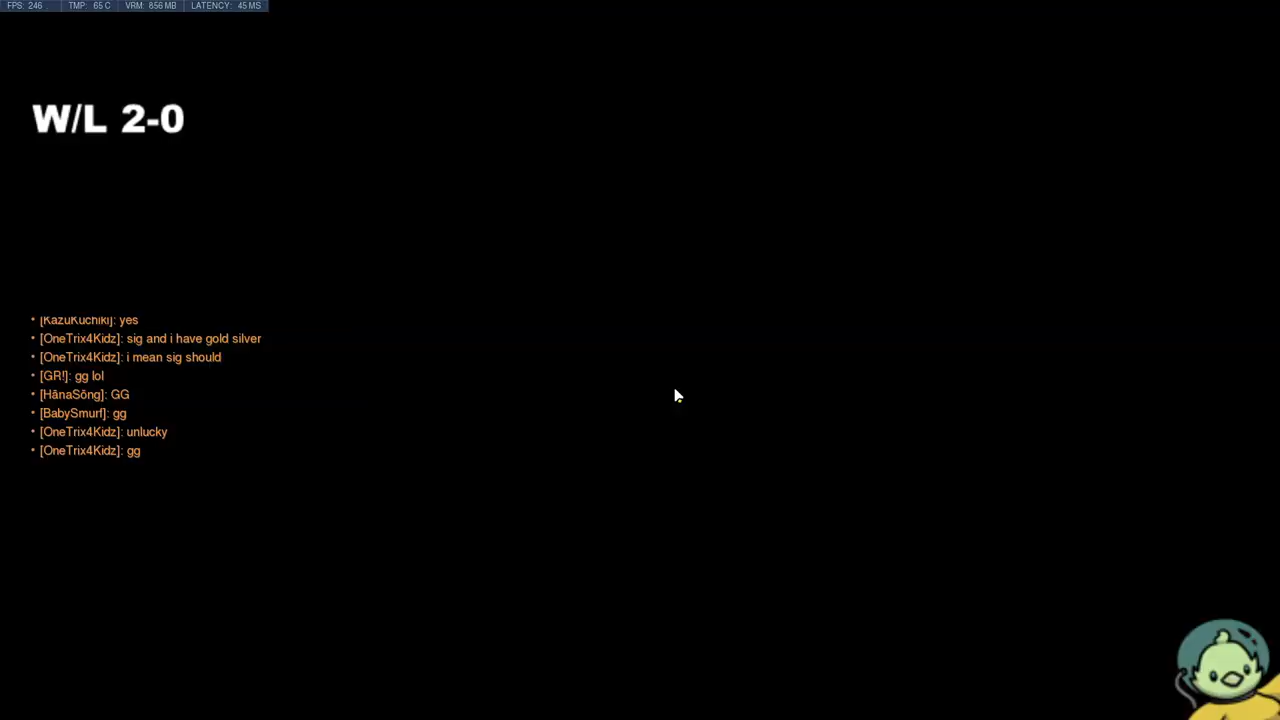 FPS: 246 TMP: 65 C VRM: 856 MB LATENCY: 45 MS
W/L 2-0
• [KazuKuchiki]: yes
• [OneTrix4Kidz]: sig and i have gold silver
• [OneTrix4Kidz]: i mean sig should
• [GR!]: gg lol
• [HānaSōng]: GG
• [BabySmurf]: gg
• [OneTrix4Kidz]: unlucky
• [OneTrix4Kidz]: gg